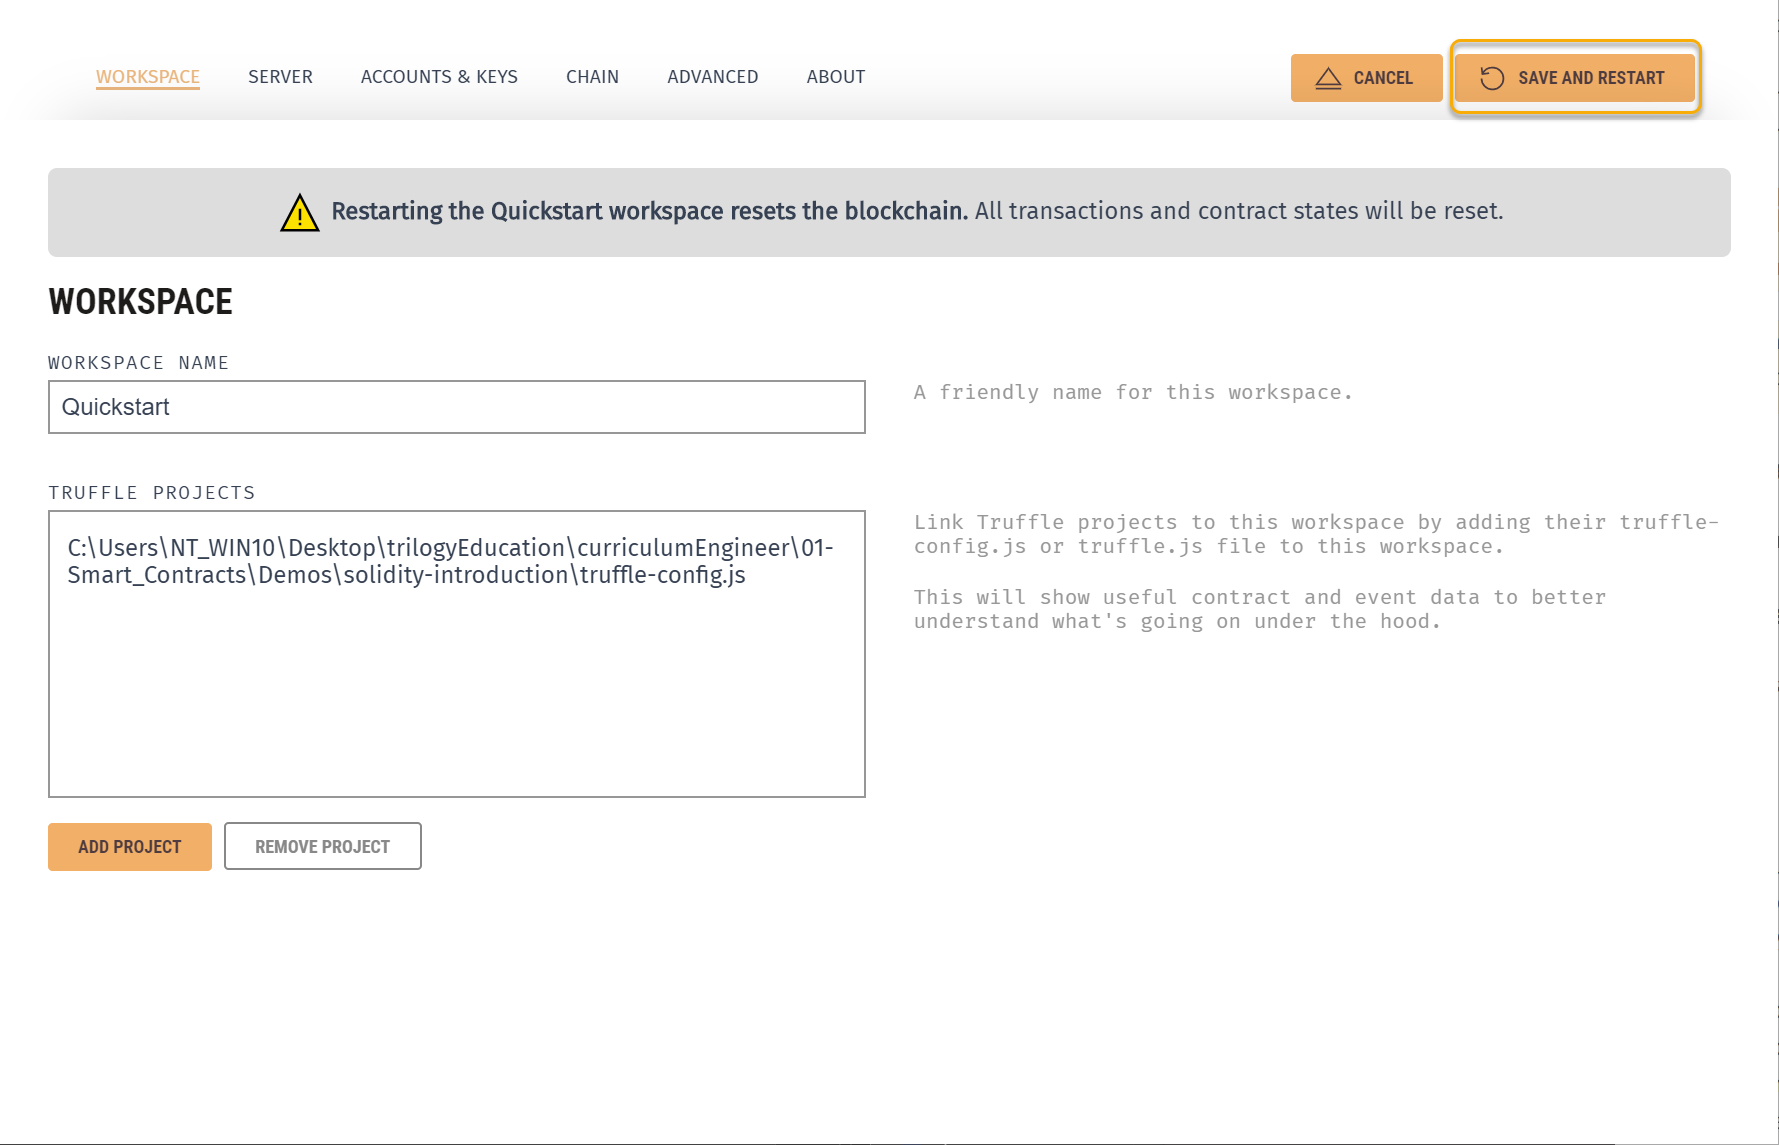 WORKSPACE SERVER ACCOUNTS & KEYS CHAIN ADVANCED ABOUT CANCEL SAVE AND RESTART
Restarting the Quickstart workspace resets the blockchain. All transactions and contract states will be reset.
WORKSPACE
WORKSPACE NAME
Quickstart
A friendly name for this workspace.
TRUFFLE PROJECTS
C:\Users\NT_WIN10\Desktop\trilogyEducation\curriculumEngineer\01-
Smart_Contracts\Demos\solidity-introduction\truffle-config.js
Link Truffle projects to this workspace by adding their truffle-
config.js or truffle.js file to this workspace.
This will show useful contract and event data to better
understand what's going on under the hood.
ADD PROJECT REMOVE PROJECT